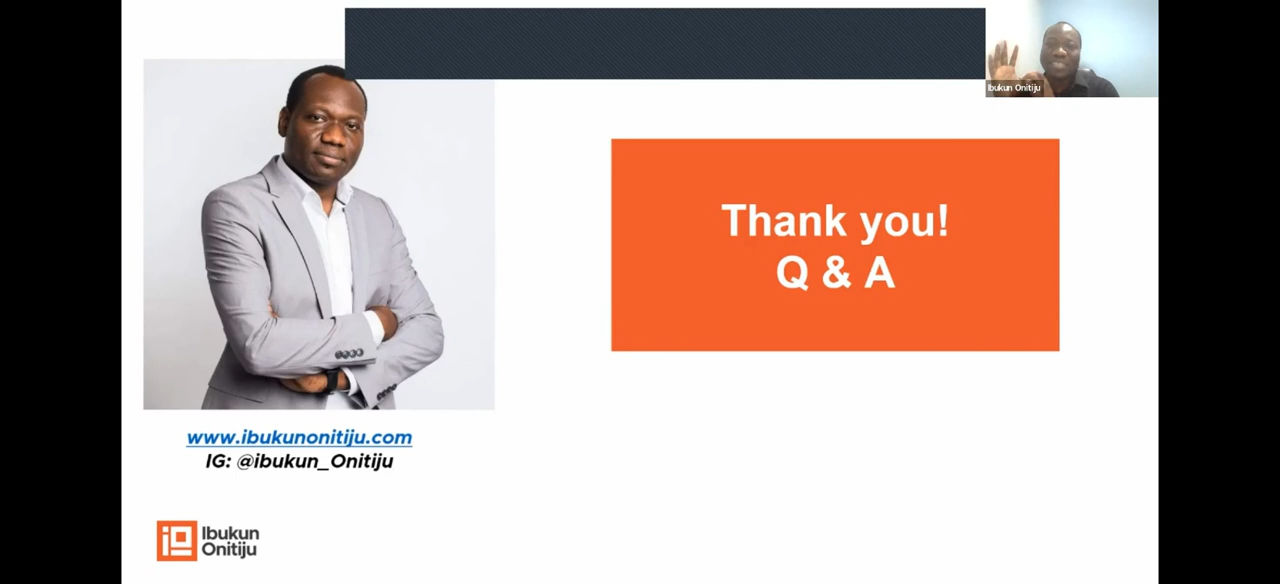 Ibukun Onitiju
Thank you!
Q & A
www.ibukunonitiju.com
IG: @ibukun_Onitiju
Ibukun
Onitiju